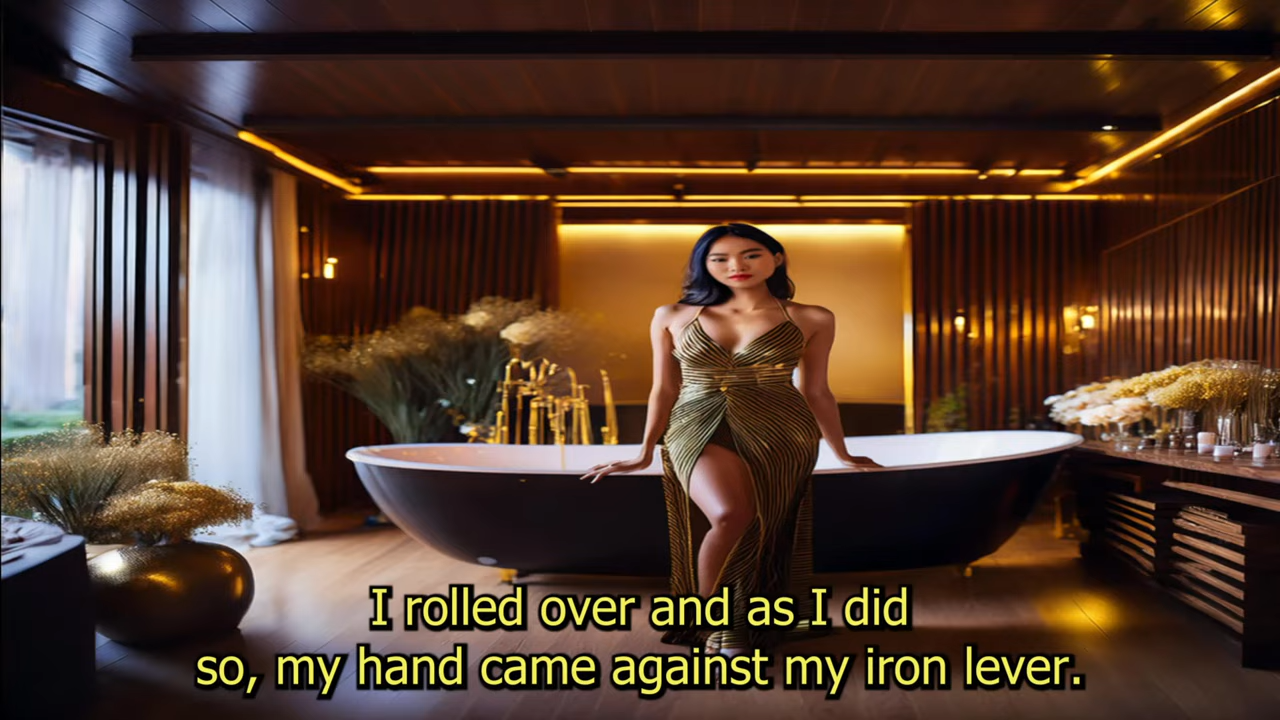 I rolled over and as I did
so, my hand came against my iron lever.